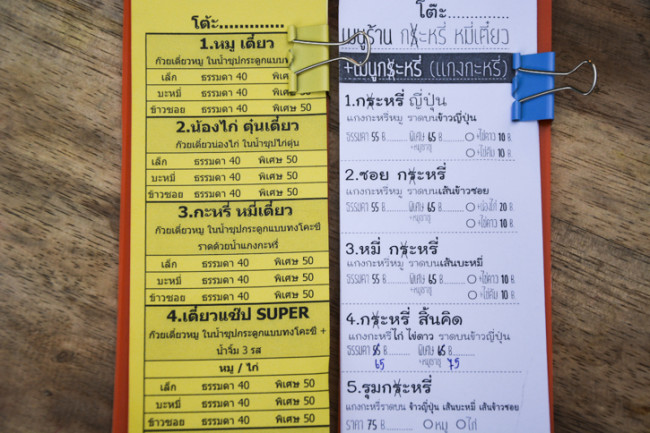 โต้ะ.............
1.หมู เตี๋ยว
ก๋วยเตี๋ยวหมู ในน้ำซุปกระดูกแบบ
เล็ก ธรรมดา 40 พิเศษ 50
บะหมี่ ธรรมดา 40 พิเศษ 50
ข้าวซอย ธรรมดา 40 พิเศษ 50
2.น้องไก่ ตุ๋นเตี๋ยว
ก๋วยเตี๋ยวน่องไก่ ในน้ำซุปไก่ตุ๋น
เล็ก ธรรมดา 40 พิเศษ 50
บะหมี่ ธรรมดา 40 พิเศษ 50
ข้าวซอย ธรรมดา 40 พิเศษ 50
3.กะหรี่ หมี่เตี๋ยว
ก๋วยเตี๋ยวหมู ในน้ำซุปกระดูกแบบทงโคะซึ
ราดด้วยน้ำแกงกะหรี่
เล็ก ธรรมดา 40 พิเศษ 50
บะหมี่ ธรรมดา 40 พิเศษ 50
ข้าวซอย ธรรมดา 40 พิเศษ 50
4.เตี๋ยวแซ๊ป SUPER
ก๋วยเตี๋ยวหมู ในน้ำซุปกระดูกแบบทงโคะซึ +
น้ำจิ้ม 3 รส
หมู / ไก่
เล็ก ธรรมดา 40 พิเศษ 50
บะหมี่ ธรรมดา 40 พิเศษ 50
ข้าวซอย ธรรมดา 40 พิเศษ 50
โต๊ะ..............
เมนูร้าน กระหรี่ หมี่เตี๋ยว
+เมนูกระหรี่ (แกงกะหรี่)
1.กระหรี่ ญี่ปุ่น
แกงกะหรี่หมู ราดบนข้าวญี่ปุ่น
ธรรมดา 55 B. พิเศษ 65 B. +ไข่ดาว 10 B
+หมูชาชู +ไข่ต้ม 10 B.
2.ซอย กระหรี่
แกงกะหรี่หมู ราดบนเส้นข้าวซอย
ธรรมดา 55 B. พิเศษ 65 B. +น่องไก่ 20 B
+หมูชาชู +ไข่ดาว 10 B.
3.หมี่ กระหรี่
แกงกะหรี่หมู ราดบนเส้นบะหมี่
ธรรมดา 55 B. พิเศษ 65 B. +ไข่ดาว 10 B
+หมูชาชู +ไข่ต้ม 10 B.
4.กระหรี่ สิ้นคิด
แกงกะหรี่ไก่ ไข่ดาว ราดบนข้าวญี่ปุ่น
ธรรมดา 55 B. พิเศษ 65 B.
65 +หมูชาชู 75
5.รุมกระหรี่
แกงกะหรี่ราดบน ข้าวญี่ปุ่น เส้นบะหมี่ เส้นข้าวซอย
ราคา 75 B หมู ไก่